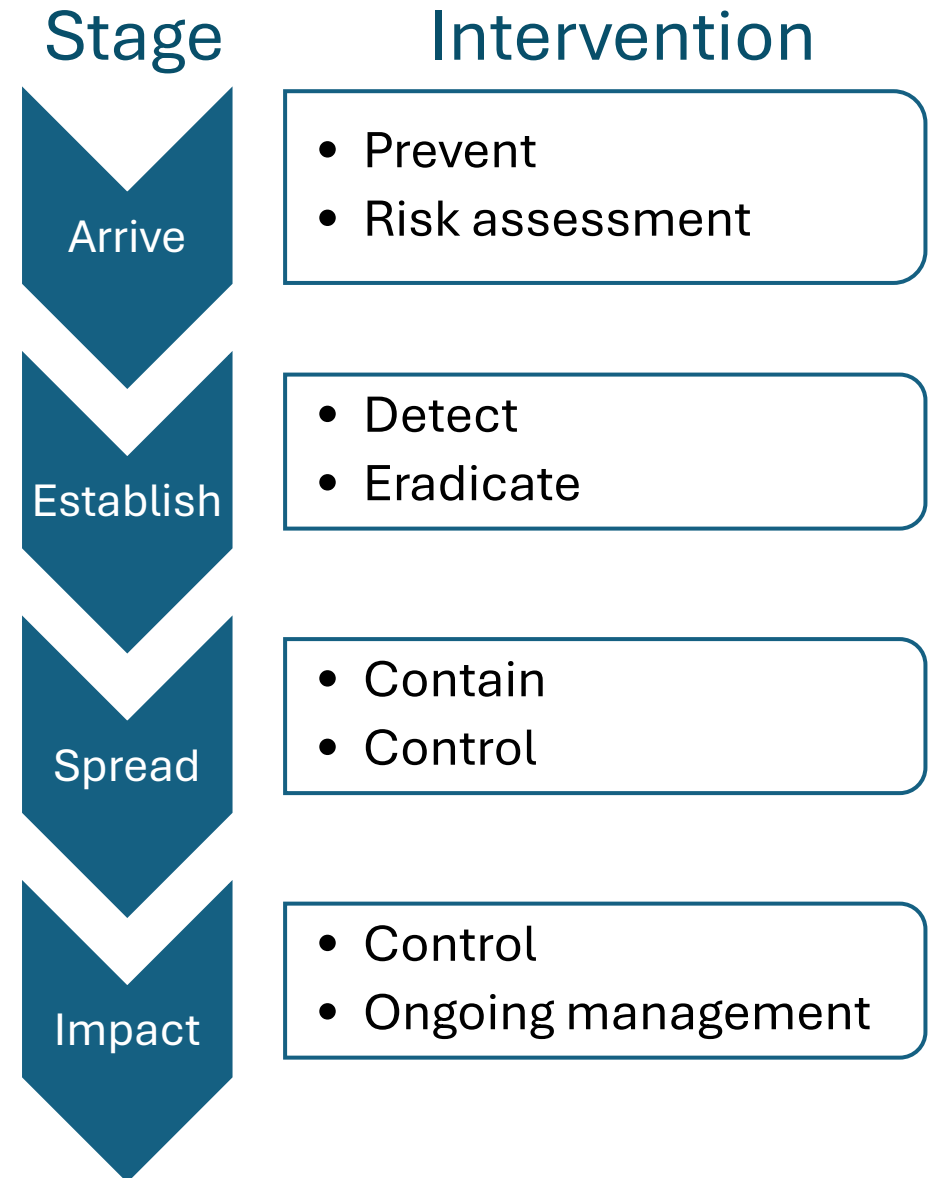 Stage Intervention
Arrive
• Prevent
• Risk assessment
Establish
• Detect
• Eradicate
Spread
• Contain
• Control
Impact
• Control
• Ongoing management